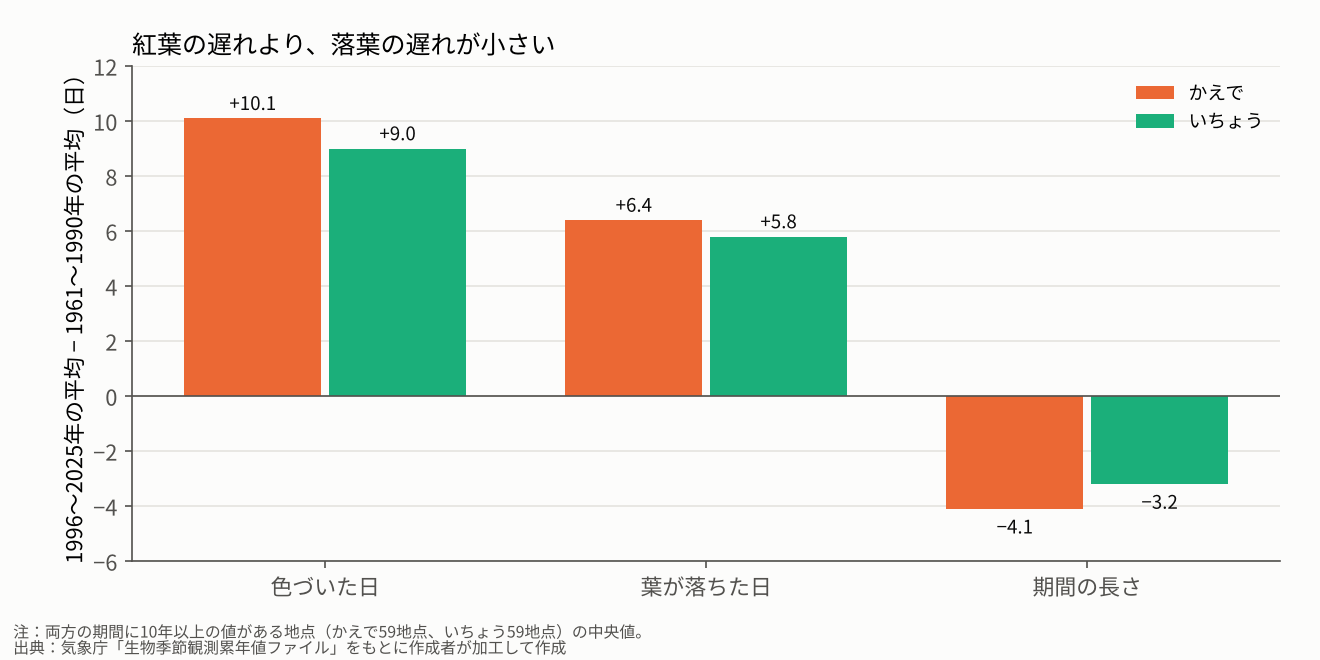 紅葉の遅れより、落葉の遅れが小さい
1996～2025年の平均 − 1961～1990年の平均（日）
12
10
8
6
4
2
0
−2
−4
−6
+10.1
+9.0
+6.4
+5.8
−4.1
−3.2
かえで
いちょう
色づいた日
葉が落ちた日
期間の長さ
注：両方の期間に10年以上の値がある地点（かえで59地点、いちょう59地点）の中央値。
出典：気象庁「生物季節観測累年値ファイル」をもとに作成者が加工して作成